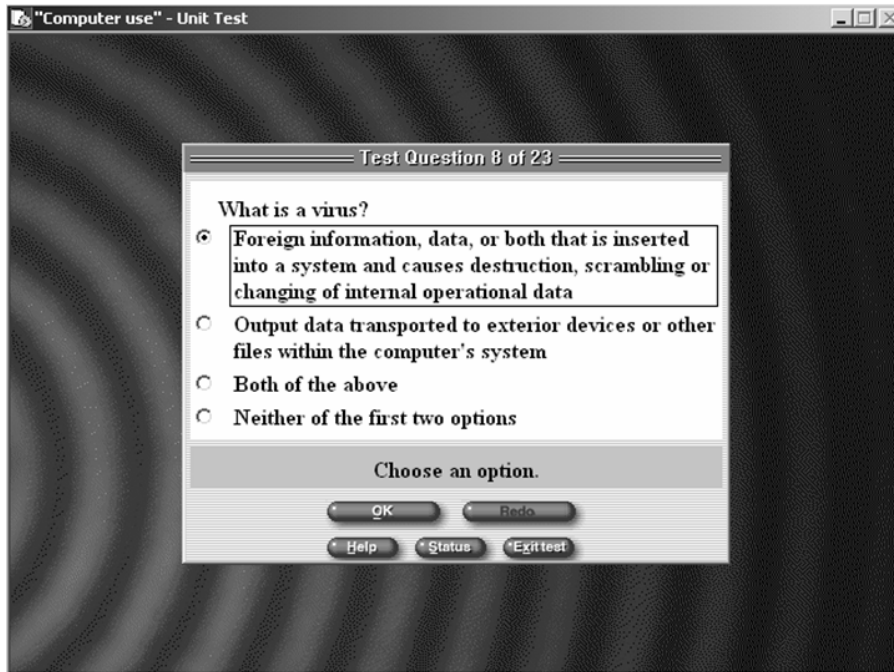 "Computer use" - Unit Test
Test Question 8 of 23
What is a virus?
Foreign information, data, or both that is inserted
into a system and causes destruction, scrambling or
changing of internal operational data
Output data transported to exterior devices or other
files within the computer's system
Both of the above
Neither of the first two options
Choose an option.
OK Redo
Help Status Exit test